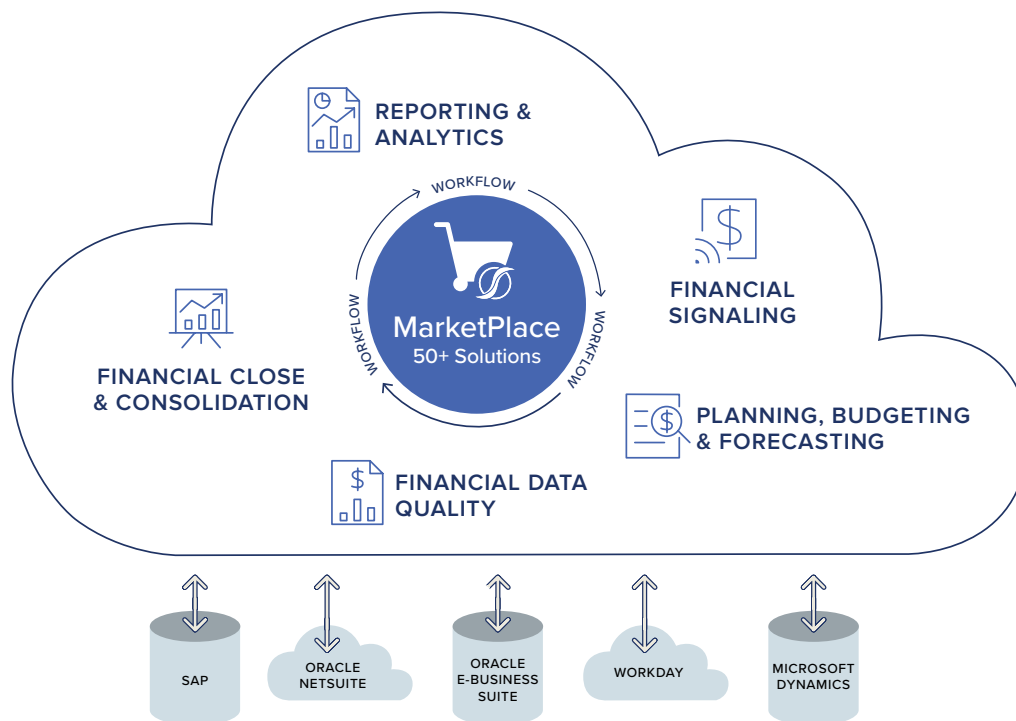 REPORTING &
ANALYTICS
WORKFLOW
MarketPlace
50+ Solutions
WORKFLOW
WORKFLOW
FINANCIAL
SIGNALING
FINANCIAL CLOSE
& CONSOLIDATION
PLANNING, BUDGETING
& FORECASTING
FINANCIAL DATA
QUALITY
SAP
ORACLE
NETSUITE
ORACLE
E-BUSINESS
SUITE
WORKDAY
MICROSOFT
DYNAMICS